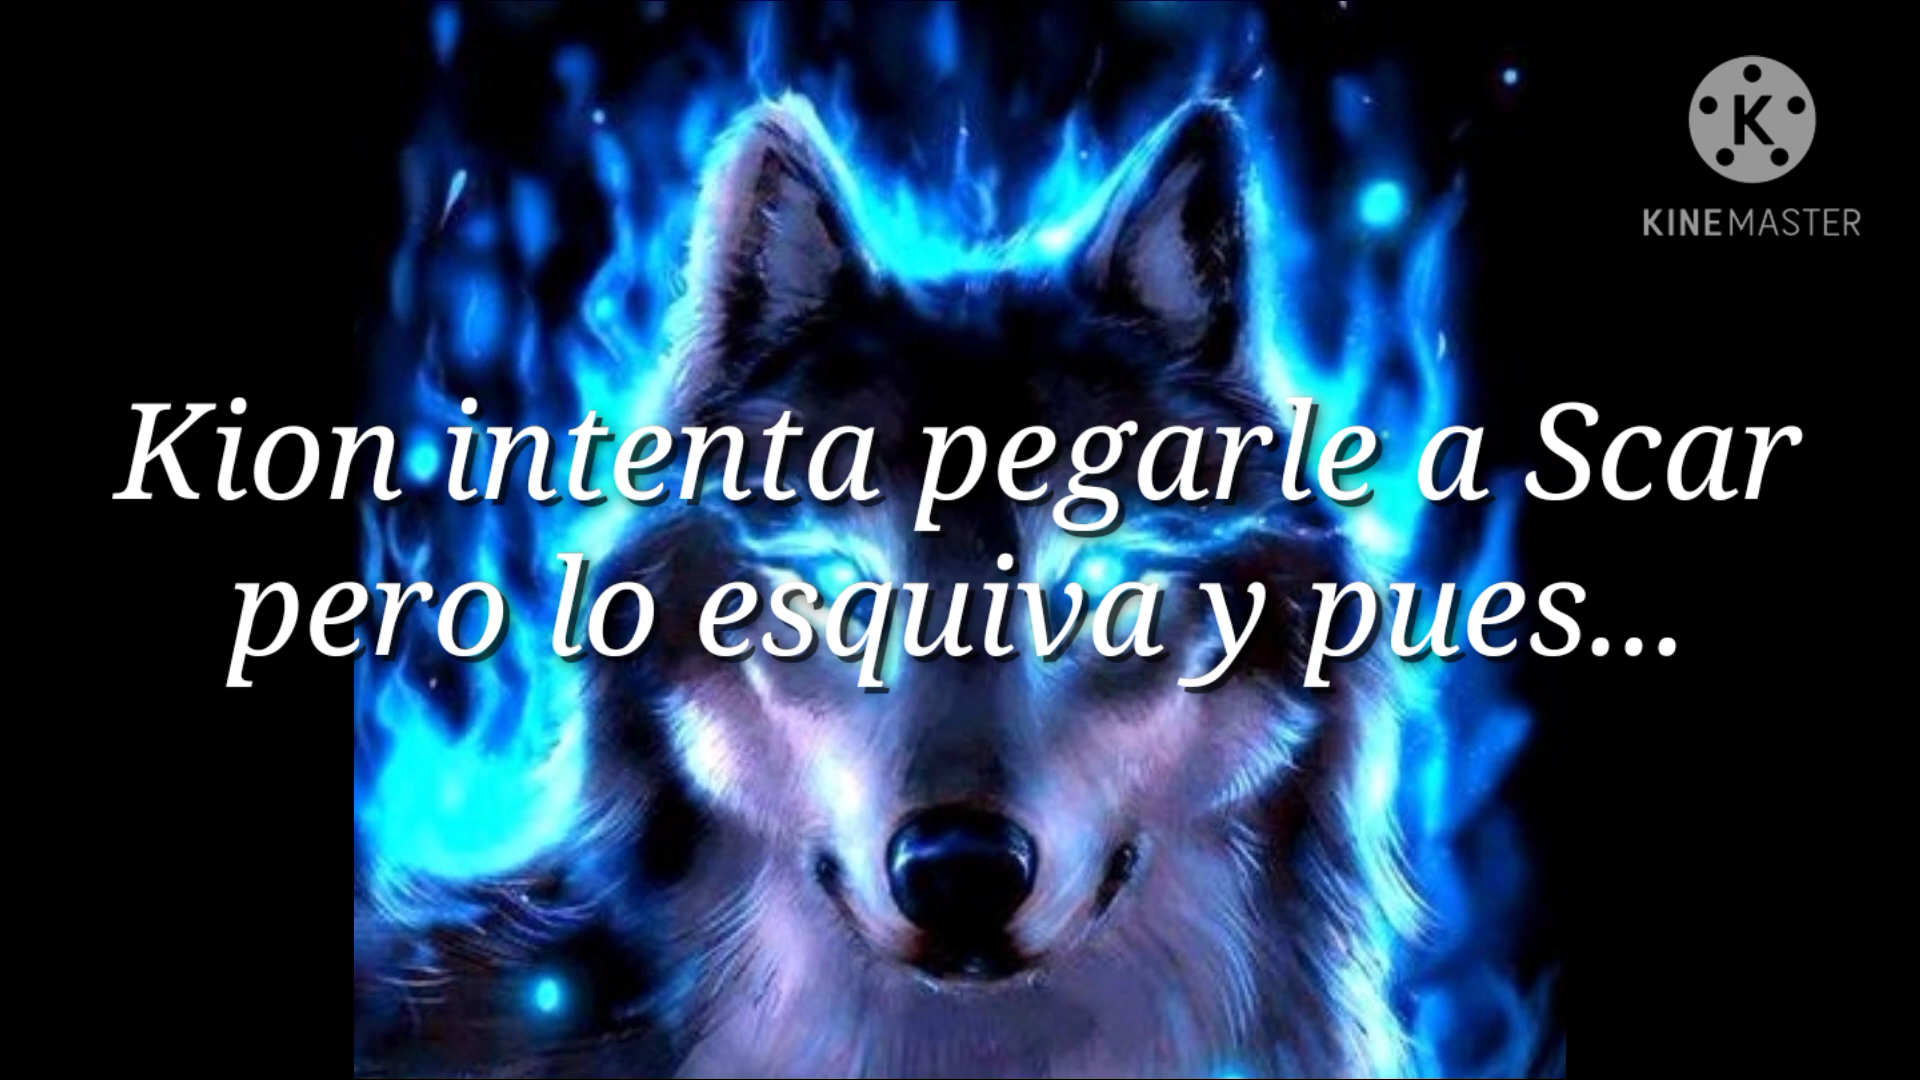 K
KINEMASTER
Kion intenta pegarle a Scar
pero lo esquiva y pues...